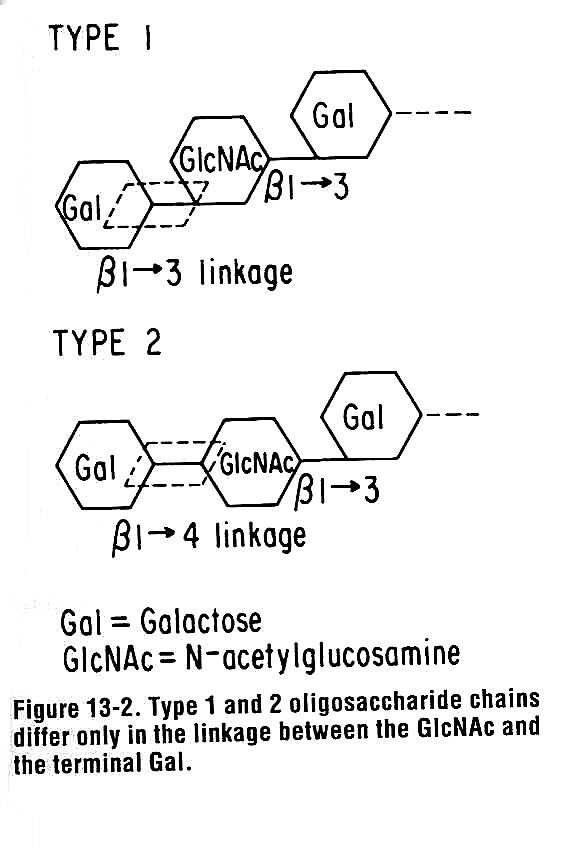 TYPE 1
Gal
GlcNAc
Gal
β1→3
β1→3 linkage
TYPE 2
Gal
GlcNAc
Gal
β1→3
β1→4 linkage
Gal = Galactose
GlcNAc = N-acetylglucosamine
Figure 13-2. Type 1 and 2 oligosaccharide chains
differ only in the linkage between the GlcNAc and
the terminal Gal.